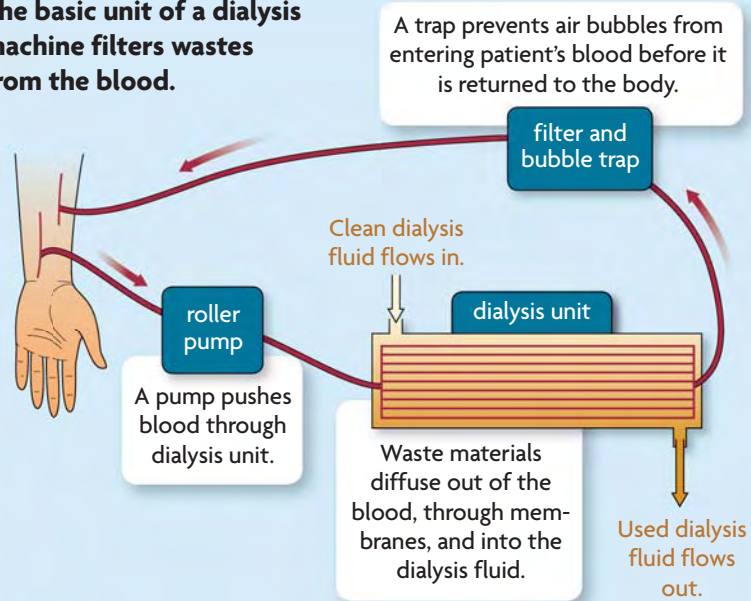 he basic unit of a dialysis
achine filters wastes
rom the blood.
A trap prevents air bubbles from
entering patient's blood before it
is returned to the body.
filter and
bubble trap
Clean dialysis
fluid flows in.
roller
pump
dialysis unit
A pump pushes
blood through
dialysis unit.
Waste materials
diffuse out of the
blood, through mem-
branes, and into the
dialysis fluid.
Used dialysis
fluid flows
out.